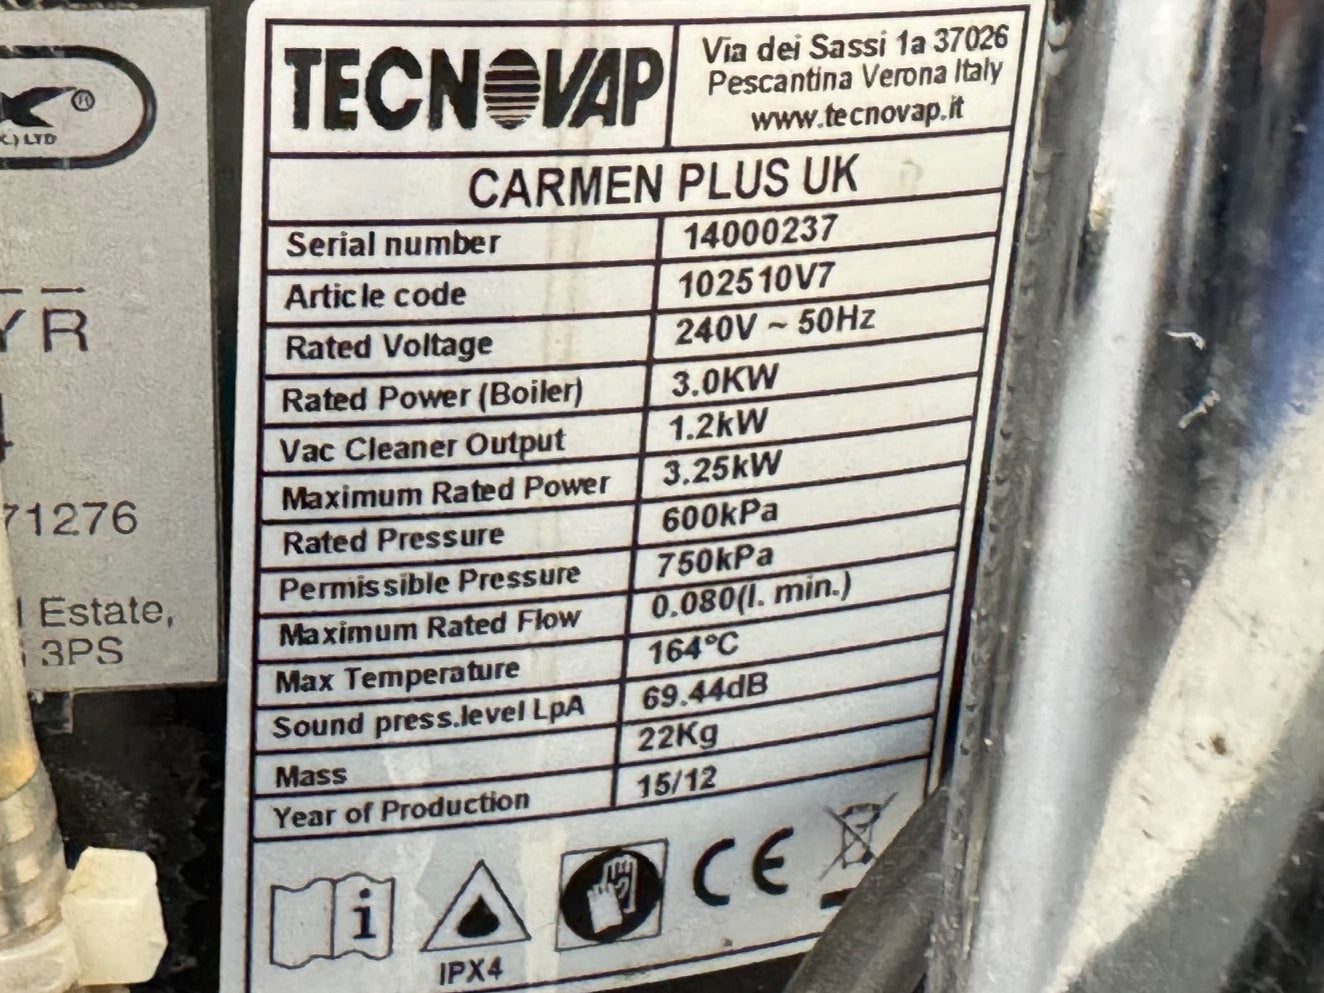 TECNOVAP
Via dei Sassi 1a 37026
Pescantina Verona Italy
www.tecnovap.it
CARMEN PLUS UK
Serial number 14000237
Article code 102510V7
Rated Voltage 240V ~ 50Hz
Rated Power (Boiler) 3.0KW
Vac Cleaner Output 1.2kW
Maximum Rated Power 3.25kW
Rated Pressure 600kPa
Permissible Pressure 750kPa
Maximum Rated Flow 0.080(l. min.)
Max Temperature 164°C
Sound press.level LpA 69.44dB
Mass 22Kg
Year of Production 15/12
i
CE
IPX4
K®
.) LTD
YR
71276
Estate,
3PS